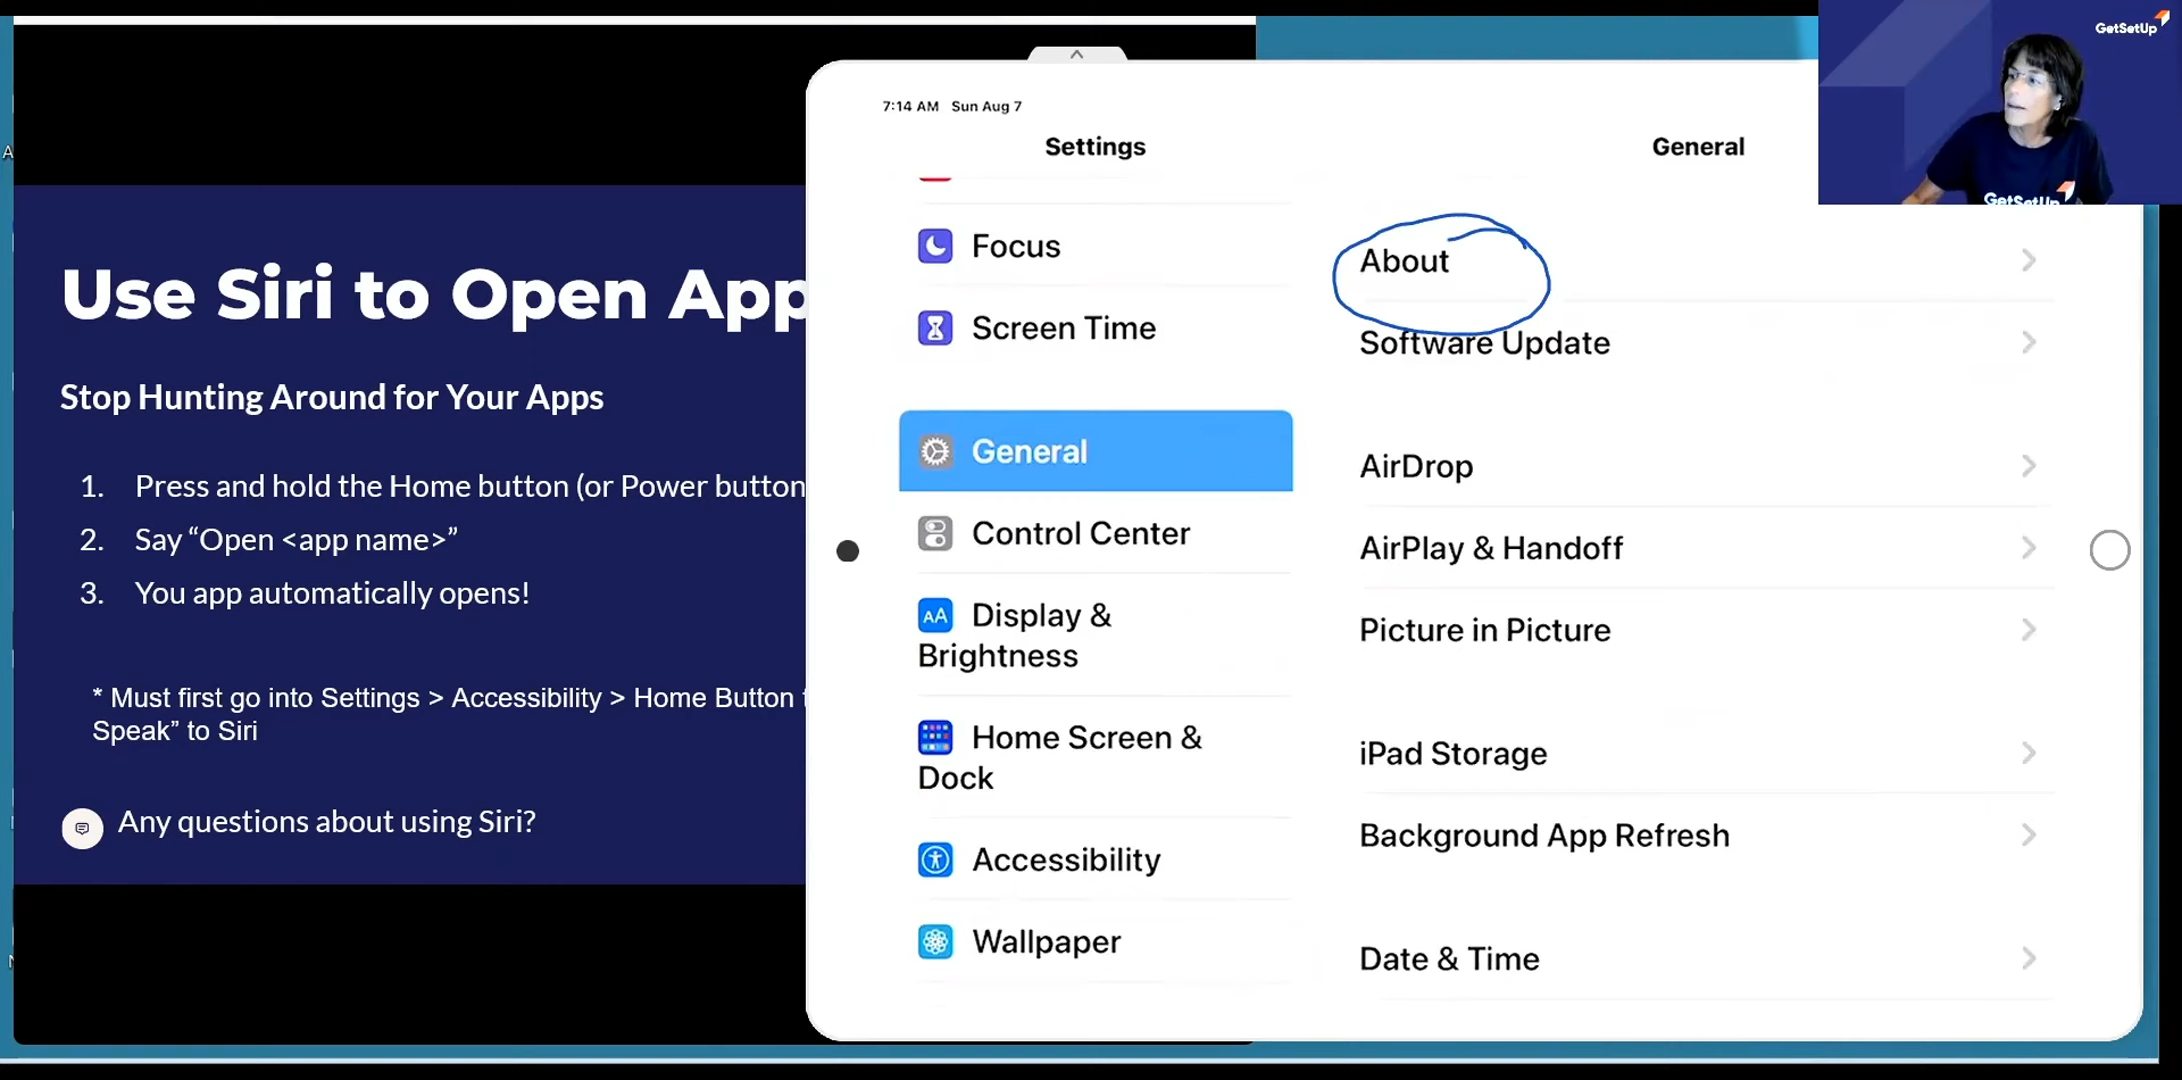 GetSetUp
GetSetUp
Use Siri to Open App
Stop Hunting Around for Your Apps
1. Press and hold the Home button (or Power button
2. Say “Open <app name>”
3. You app automatically opens!
* Must first go into Settings > Accessibility > Home Button
Speak” to Siri
Any questions about using Siri?
7:14 AM Sun Aug 7
Settings
Focus
Screen Time
General
Control Center
Display &
Brightness
Home Screen &
Dock
Accessibility
Wallpaper
General
About
Software Update
AirDrop
AirPlay & Handoff
Picture in Picture
iPad Storage
Background App Refresh
Date & Time